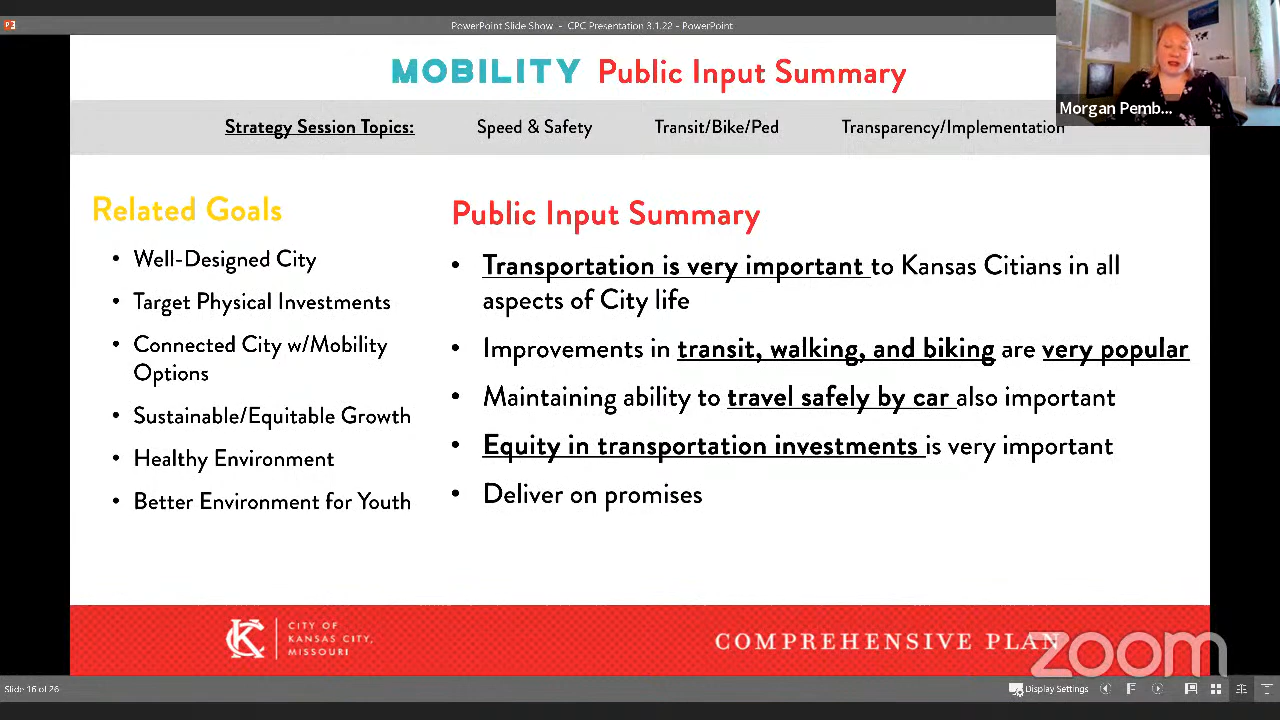 PowerPoint Slide Show - CPC Presentation 3.1.22 - PowerPoint
MOBILITY Public Input Summary
Strategy Session Topics: Speed & Safety Transit/Bike/Ped Transparency/Implementation
Morgan Pemb...
Related Goals
• Well-Designed City
• Target Physical Investments
• Connected City w/Mobility
Options
• Sustainable/Equitable Growth
• Healthy Environment
• Better Environment for Youth
Public Input Summary
• Transportation is very important to Kansas Citians in all
aspects of City life
• Improvements in transit, walking, and biking are very popular
• Maintaining ability to travel safely by car also important
• Equity in transportation investments is very important
• Deliver on promises
KC
CITY OF
KANSAS CITY,
MISSOURI
COMPREHENSIVE PLAN
zoom
Slide 16 of 26
Display Settings